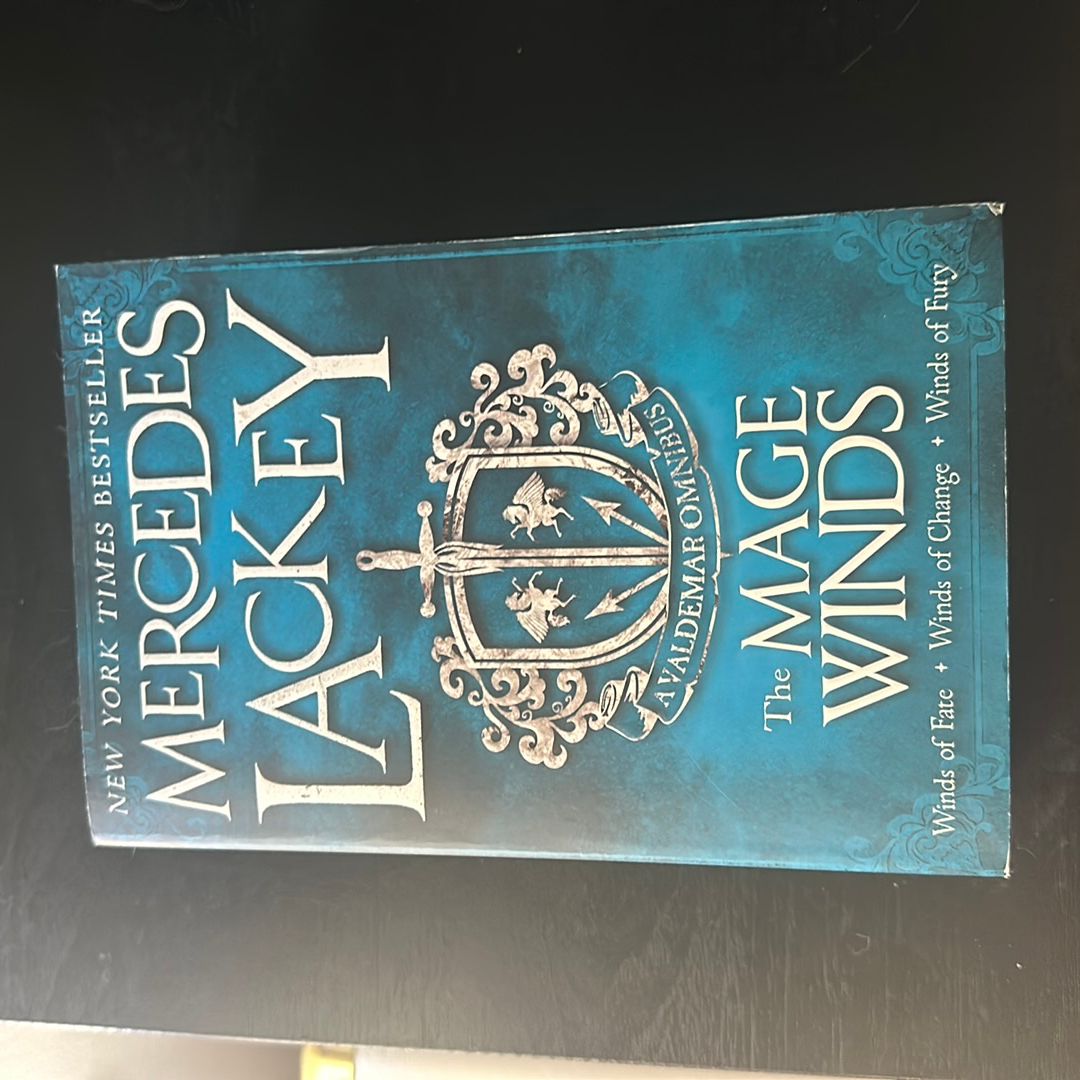 NEW YORK TIMES BESTSELLER
MERCEDES
LACKEY
A VALDEMAR OMNIBUS
The MAGE
WINDS
Winds of Fate + Winds of Change + Winds of Fury